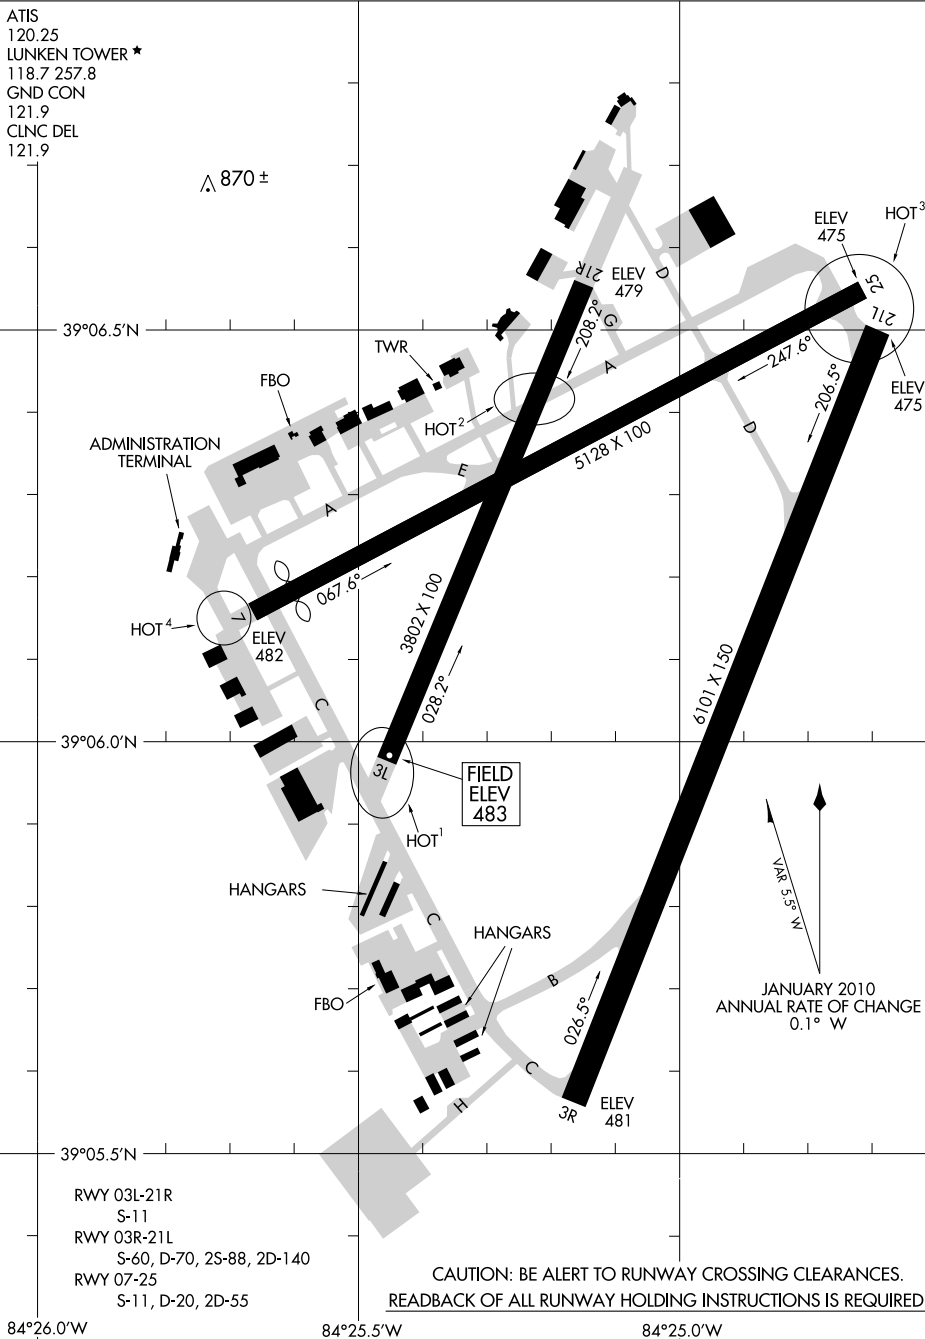 ATIS
120.25
LUNKEN TOWER ★
118.7 257.8
GND CON
121.9
CLNC DEL
121.9
870 ±
ELEV
475
HOT³
25
21L
21R
ELEV
479
D
G
208.2°
39°06.5'N
TWR
A
247.6°
206.5°
ELEV
475
FBO
HOT²
5128 X 100
D
ADMINISTRATION
TERMINAL
E
A
067.6°
3802 X 100
HOT⁴
7
ELEV
482
028.2°
6101 X 150
C
39°06.0'N
3L
FIELD
ELEV
483
HOT¹
VAR 5.5° W
HANGARS
C
HANGARS
FBO
B
JANUARY 2010
ANNUAL RATE OF CHANGE
0.1° W
026.5°
C
H
3R
ELEV
481
39°05.5'N
RWY 03L-21R
S-11
RWY 03R-21L
S-60, D-70, 2S-88, 2D-140
RWY 07-25
S-11, D-20, 2D-55
CAUTION: BE ALERT TO RUNWAY CROSSING CLEARANCES.
READBACK OF ALL RUNWAY HOLDING INSTRUCTIONS IS REQUIRED
84°26.0'W
84°25.5'W
84°25.0'W